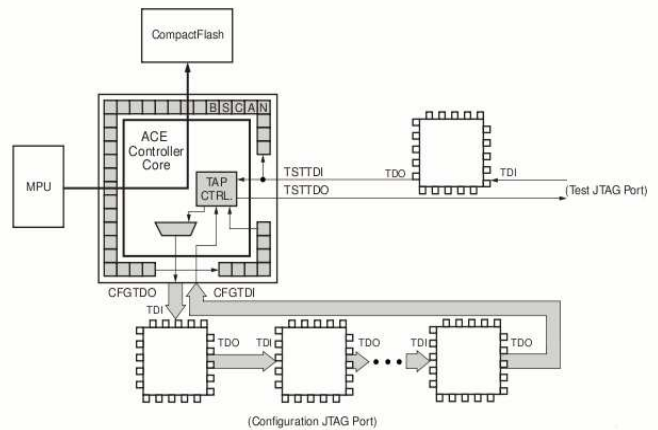 CompactFlash
B S C A N
ACE
Controller
Core
MPU
TAP
CTRL.
TSTTDI
TDO
TDI
TSTTDO
(Test JTAG Port)
CFGTDO
CFGTDI
TDI
TDO
TDI
TDO
TDI
TDO
(Configuration JTAG Port)